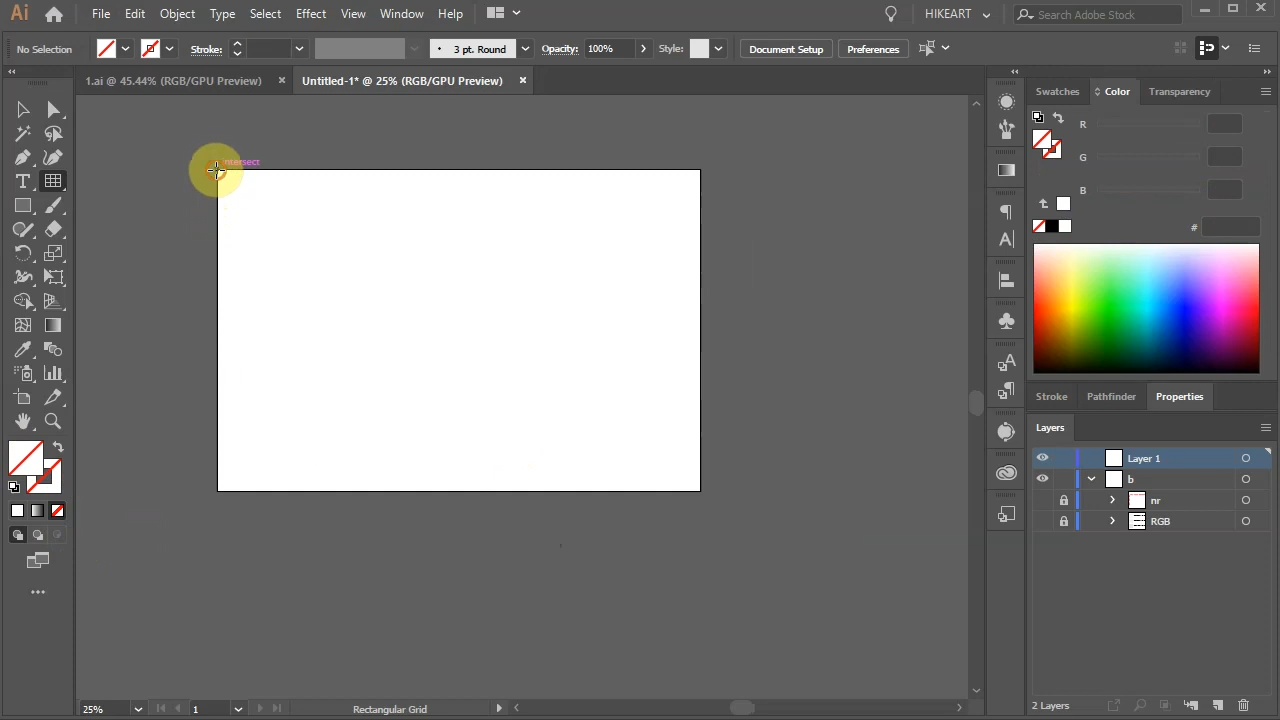 Ai File Edit Object Type Select Effect View Window Help HIKEART Search Adobe Stock
No Selection Stroke: 3 pt. Round Opacity: 100% Style: Document Setup Preferences
1.ai @ 45.44% (RGB/GPU Preview) Untitled-1* @ 25% (RGB/GPU Preview)
Swatches Color Transparency
R
G
B
#
intersect
Stroke Pathfinder Properties
Layers
Layer 1
b
nr
RGB
2 Layers
25% 1 Rectangular Grid